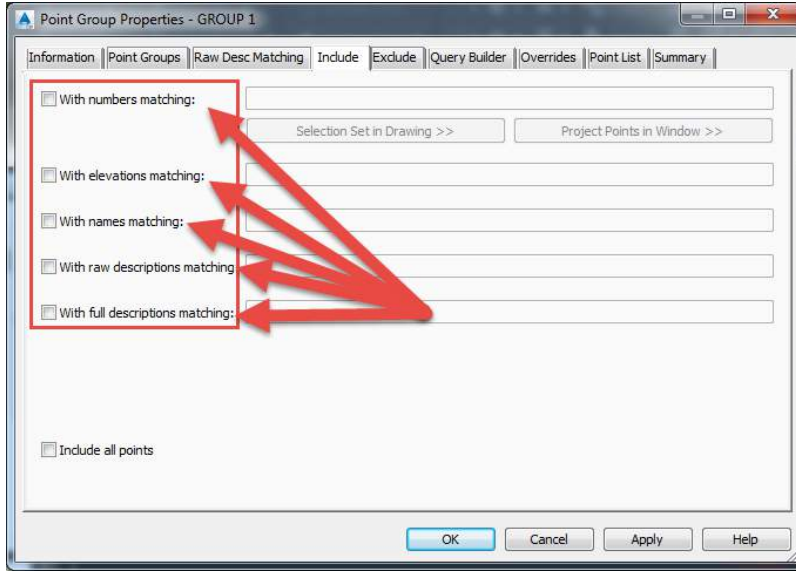 Point Group Properties - GROUP 1
Information Point Groups Raw Desc Matching Include Exclude Query Builder Overrides Point List Summary
With numbers matching:
Selection Set in Drawing >> Project Points in Window >>
With elevations matching:
With names matching:
With raw descriptions matching
With full descriptions matching:
Include all points
OK Cancel Apply Help